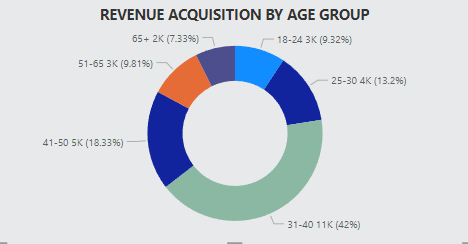 REVENUE ACQUISITION BY AGE GROUP
65+ 2K (7.33%)
18-24 3K (9.32%)
51-65 3K (9.81%)
25-30 4K (13.2%)
41-50 5K (18.33%)
31-40 11K (42%)